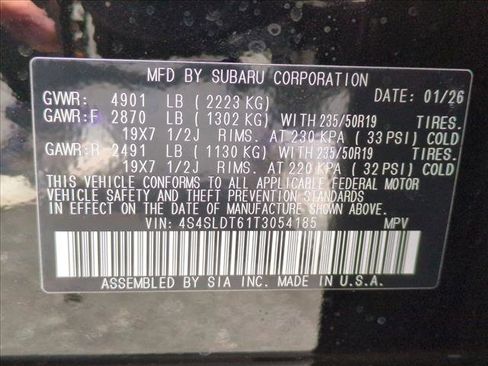 MFD BY SUBARU CORPORATION
GVWR: 4901 LB (2223 KG) DATE: 01/26
GAWR:F 2870 LB (1302 KG) WITH 235/50R19 TIRES.
19X7 1/2J RIMS. AT 230 KPA (33 PSI) COLD
GAWR:R 2491 LB (1130 KG) WITH 235/50R19 TIRES.
19X7 1/2J RIMS. AT 220 KPA (32 PSI) COLD
THIS VEHICLE CONFORMS TO ALL APPLICABLE FEDERAL MOTOR
VEHICLE SAFETY AND THEFT PREVENTION STANDARDS
IN EFFECT ON THE DATE OF MANUFACTURE SHOWN ABOVE.
VIN: 4S4SLDT61T3054185 MPV
ASSEMBLED BY SIA INC. MADE IN U.S.A.